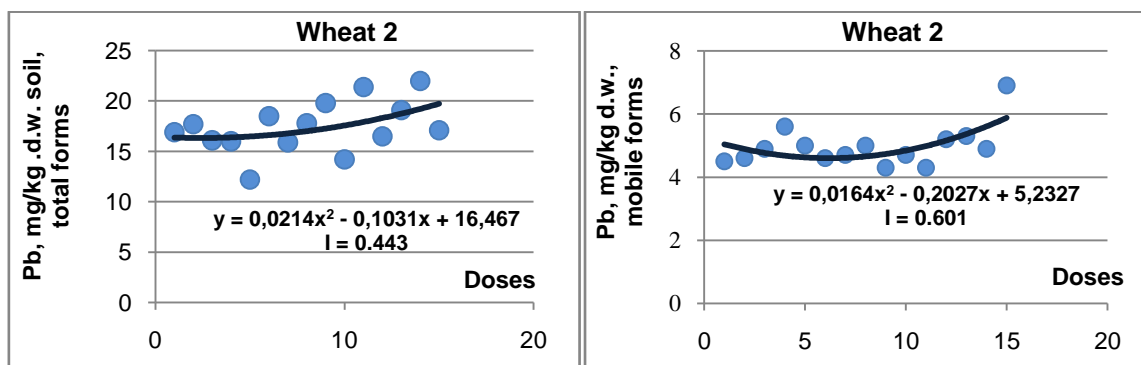 Wheat 2
Pb, mg/kg .d.w. soil,
total forms
25
20
15
10
5
0
y = 0,0214x² - 0,1031x + 16,467
I = 0.443
Doses
0
10
20
Wheat 2
Pb, mg/kg d.w.,
mobile forms
8
6
4
2
0
y = 0,0164x² - 0,2027x + 5,2327
I = 0.601
Doses
0
5
10
15
20